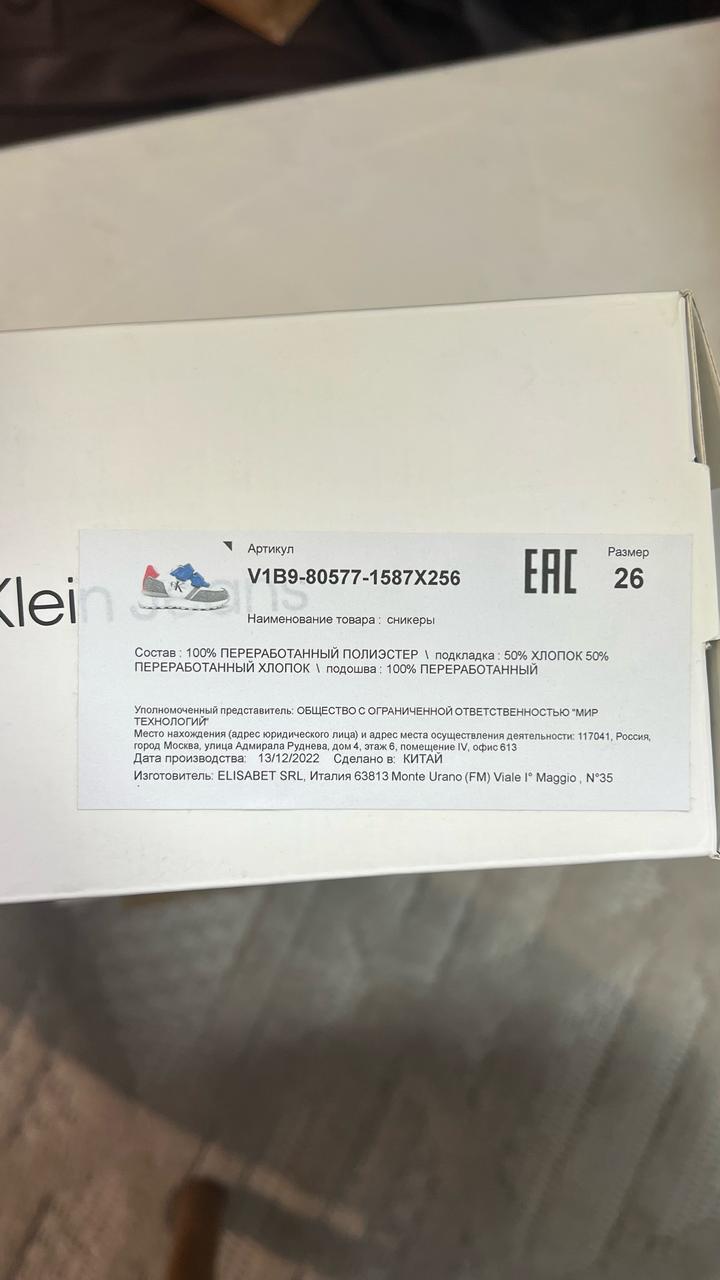 Klein Jeans
Артикул
V1B9-80577-1587X256
EAC
Размер
26
Наименование товара : сникеры
Состав : 100% ПЕРЕРАБОТАННЫЙ ПОЛИЭСТЕР \ подкладка : 50% ХЛОПОК 50%
ПЕРЕРАБОТАННЫЙ ХЛОПОК \ подошва : 100% ПЕРЕРАБОТАННЫЙ
Уполномоченный представитель: ОБЩЕСТВО С ОГРАНИЧЕННОЙ ОТВЕТСТВЕННОСТЬЮ "МИР
ТЕХНОЛОГИЙ"
Место нахождения (адрес юридического лица) и адрес места осуществления деятельности: 117041, Россия,
город Москва, улица Адмирала Руднева, дом 4, этаж 6, помещение IV, офис 613
Дата производства: 13/12/2022 Сделано в: КИТАЙ
Изготовитель: ELISABET SRL, Италия 63813 Monte Urano (FM) Viale I° Maggio , N°35